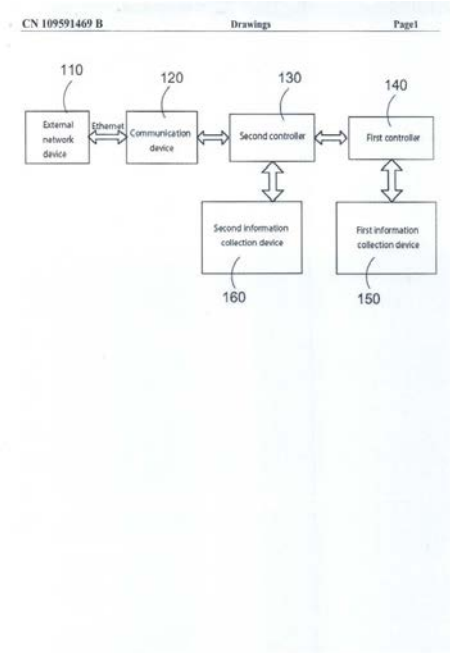 CN 109591469 B Drawings Page1
110
120
130
140
External
network
device
Ethernet
Communication
device
Second controller
First controller
Second information
collection device
First information
collection device
160
150